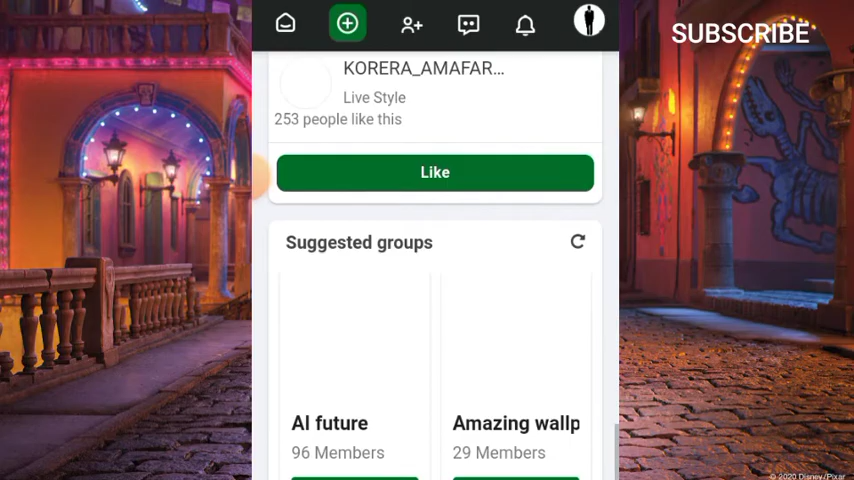 SUBSCRIBE
KORERA_AMAFAR...
Live Style
253 people like this
Like
Suggested groups
AI future
96 Members
Amazing wallp
29 Members
© 2020 Disney/Pixar